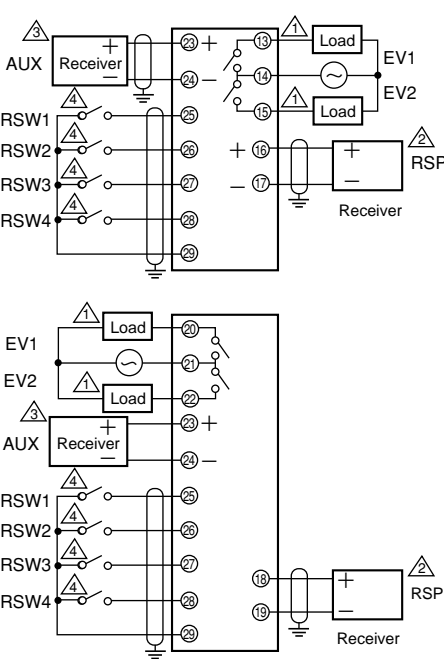 3 + 23 + 13 1 Load
AUX Receiver EV1
− 24 − 14
4 EV2
RSW1 25 15 1 Load
4
RSW2 26 + 16 + 2
4 RSP
RSW3 27 − 17 −
4 Receiver
RSW4 28
29
1 Load 20
EV1
21
EV2
1 Load 22
3 + 23 +
AUX Receiver
− 24 −
4
RSW1 25
4
RSW2 26
4
RSW3 27 18 + 2
4 RSP
RSW4 28 19 −
29 Receiver